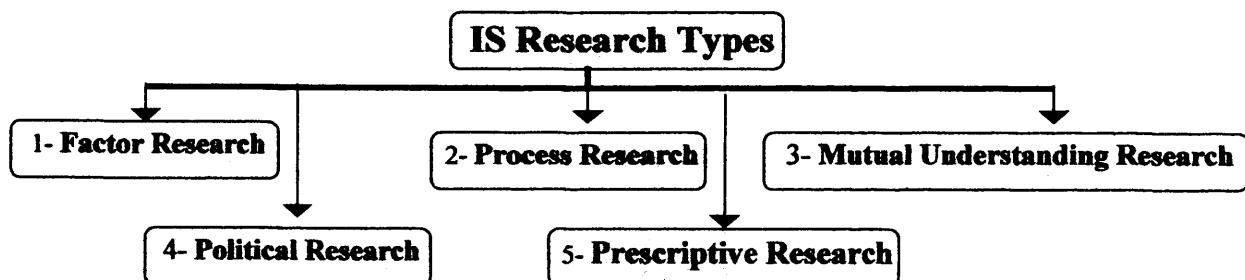 IS Research Types
1- Factor Research
2- Process Research
3- Mutual Understanding Research
4- Political Research
5- Prescriptive Research